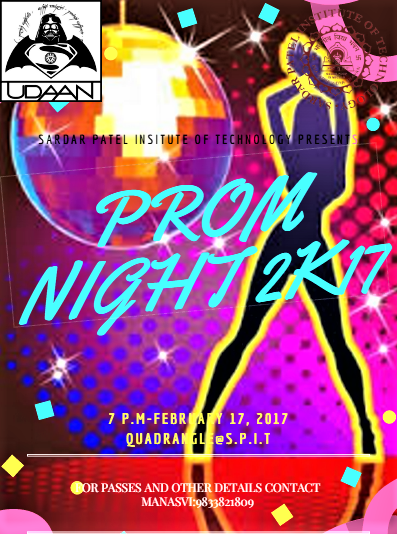 UDAAN
SARDAR PATEL INSITUTE OF TECHNOLOGY PRESENTS
PROM
NIGHT 2K17
7 P.M-FEBRUARY 17, 2017
QUADRANGLE@S.P.I.T
FOR PASSES AND OTHER DETAILS CONTACT
MANASVI:9833821809